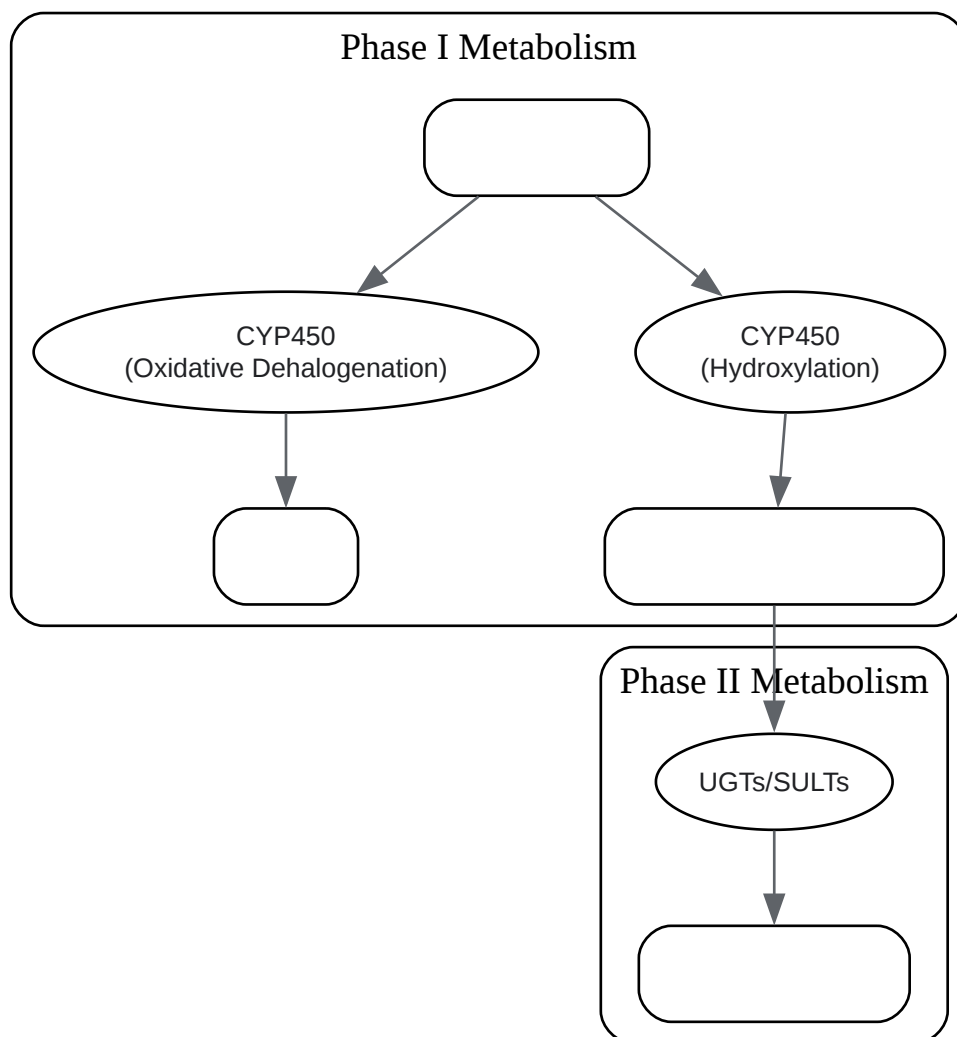 Phase I Metabolism
CYP450
(Oxidative Dehalogenation)
CYP450
(Hydroxylation)
Phase II Metabolism
UGTs/SULTs